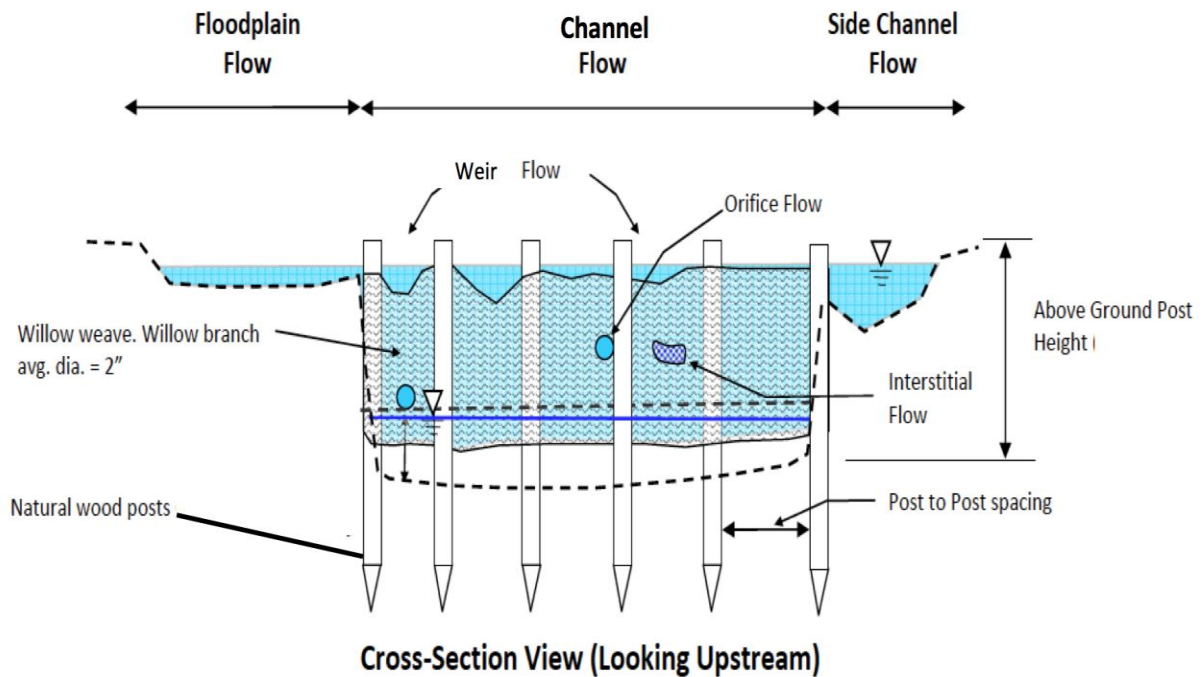 Floodplain
Flow
Channel
Flow
Side Channel
Flow
Weir Flow
Orifice Flow
Willow weave. Willow branch
avg. dia. = 2”
Above Ground Post
Height (
Interstitial
Flow
Natural wood posts
Post to Post spacing
Cross-Section View (Looking Upstream)